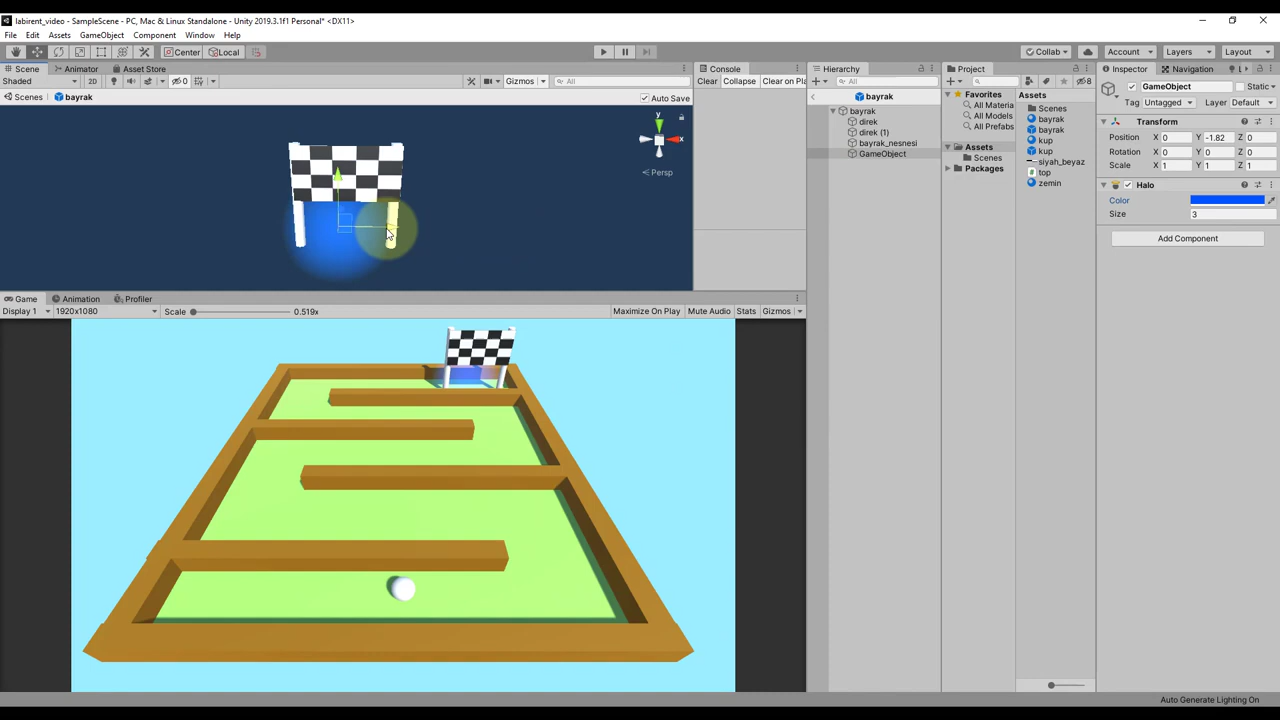 labirent_video - SampleScene - PC, Mac & Linux Standalone - Unity 2019.3.1f1 Personal* <DX11>
File Edit Assets GameObject Component Window Help
Center Local Collab Account Layers Layout
Scene Animator Asset Store
Shaded 2D 0 Gizmos All
Scenes bayrak Auto Save
y
x
Persp
Console
Clear Collapse Clear on Pla
Hierarchy
All
bayrak
bayrak
direk
direk (1)
bayrak_nesnesi
GameObject
Project
8
Favorites
All Materia
All Models
All Prefabs
Assets
Scenes
Packages
Assets
Scenes
bayrak
bayrak
kup
kup
siyah_beyaz
top
zemin
Inspector Navigation L
GameObject Static
Tag Untagged Layer Default
Transform
Position X 0 Y -1.82 Z 0
Rotation X 0 Y 0 Z 0
Scale X 1 Y 1 Z 1
Halo
Color
Size 3
Add Component
Game Animation Profiler
Display 1 1920x1080 Scale 0.519x Maximize On Play Mute Audio Stats Gizmos
Auto Generate Lighting On